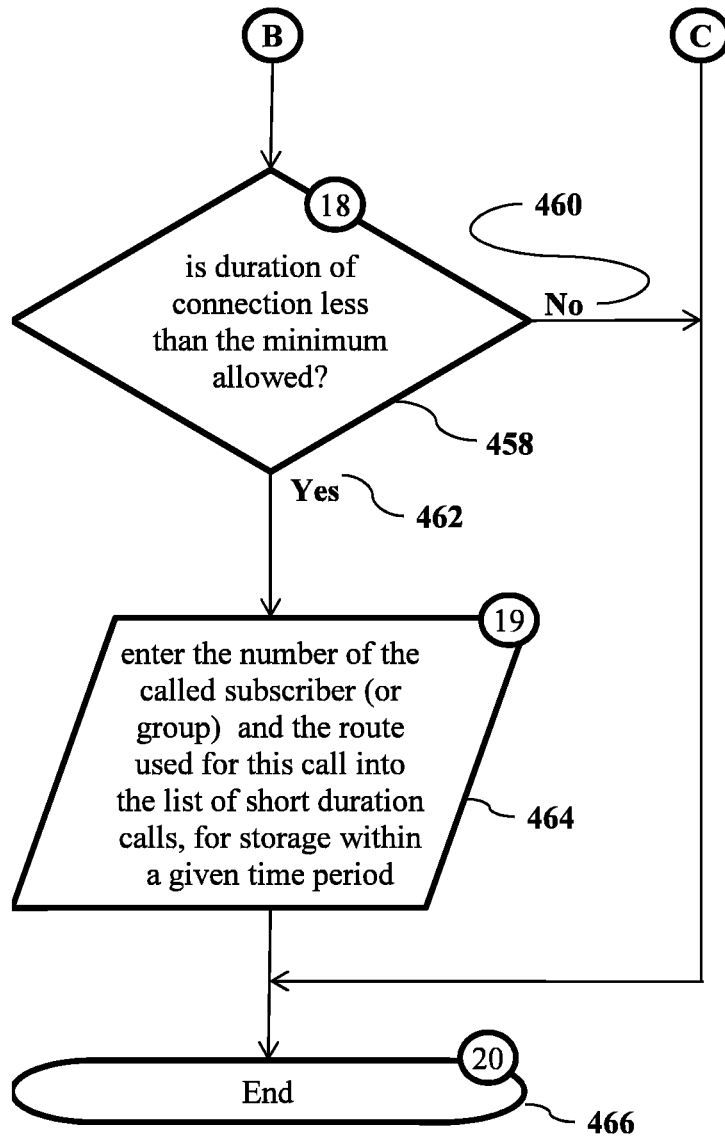 B
C
18
460
is duration of
connection less
than the minimum
allowed?
No
458
Yes
462
19
enter the number of the
called subscriber (or
group) and the route
used for this call into
the list of short duration
calls, for storage within
a given time period
464
20
End
466